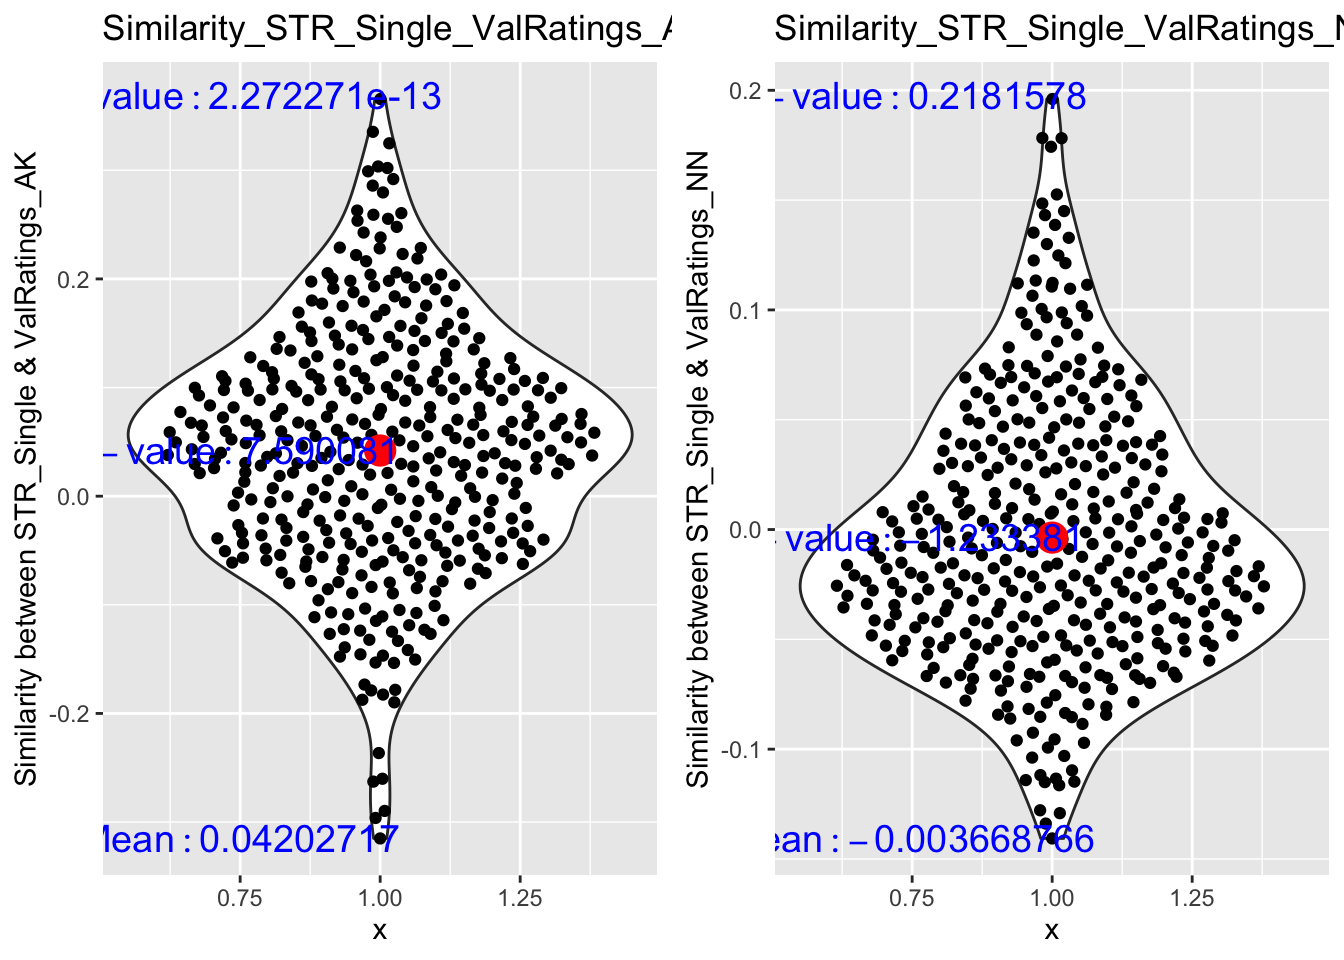 Similarity_STR_Single_ValRatings_
value : 2.272271e-13
Similarity between STR_Single & ValRatings_AK
0.2
0.0
-0.2
– value : 7.590081
Mean : 0.04202717
0.75 1.00 1.25
x
Similarity_STR_Single_ValRatings_N
- value : 0.2181578
Similarity between STR_Single & ValRatings_NN
0.2
0.1
0.0
-0.1
- value : −1.233381
ean : −0.003668766
0.75 1.00 1.25
x